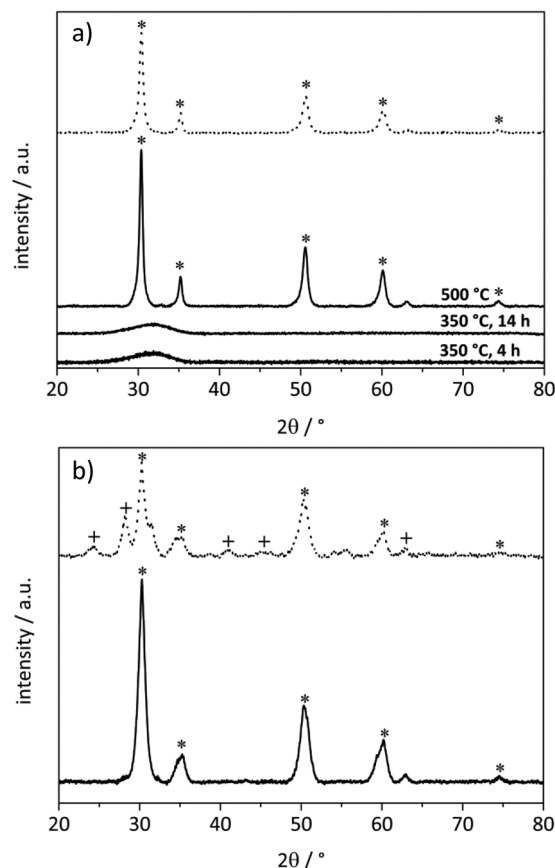 a)
* * * * *
intensity / a.u.
* * * * *
500 °C
350 °C, 14 h
350 °C, 4 h
20 30 40 50 60 70 80
2θ / °
b)
+ + * * + + * * + *
intensity / a.u.
* * * * *
20 30 40 50 60 70 80
2θ / °